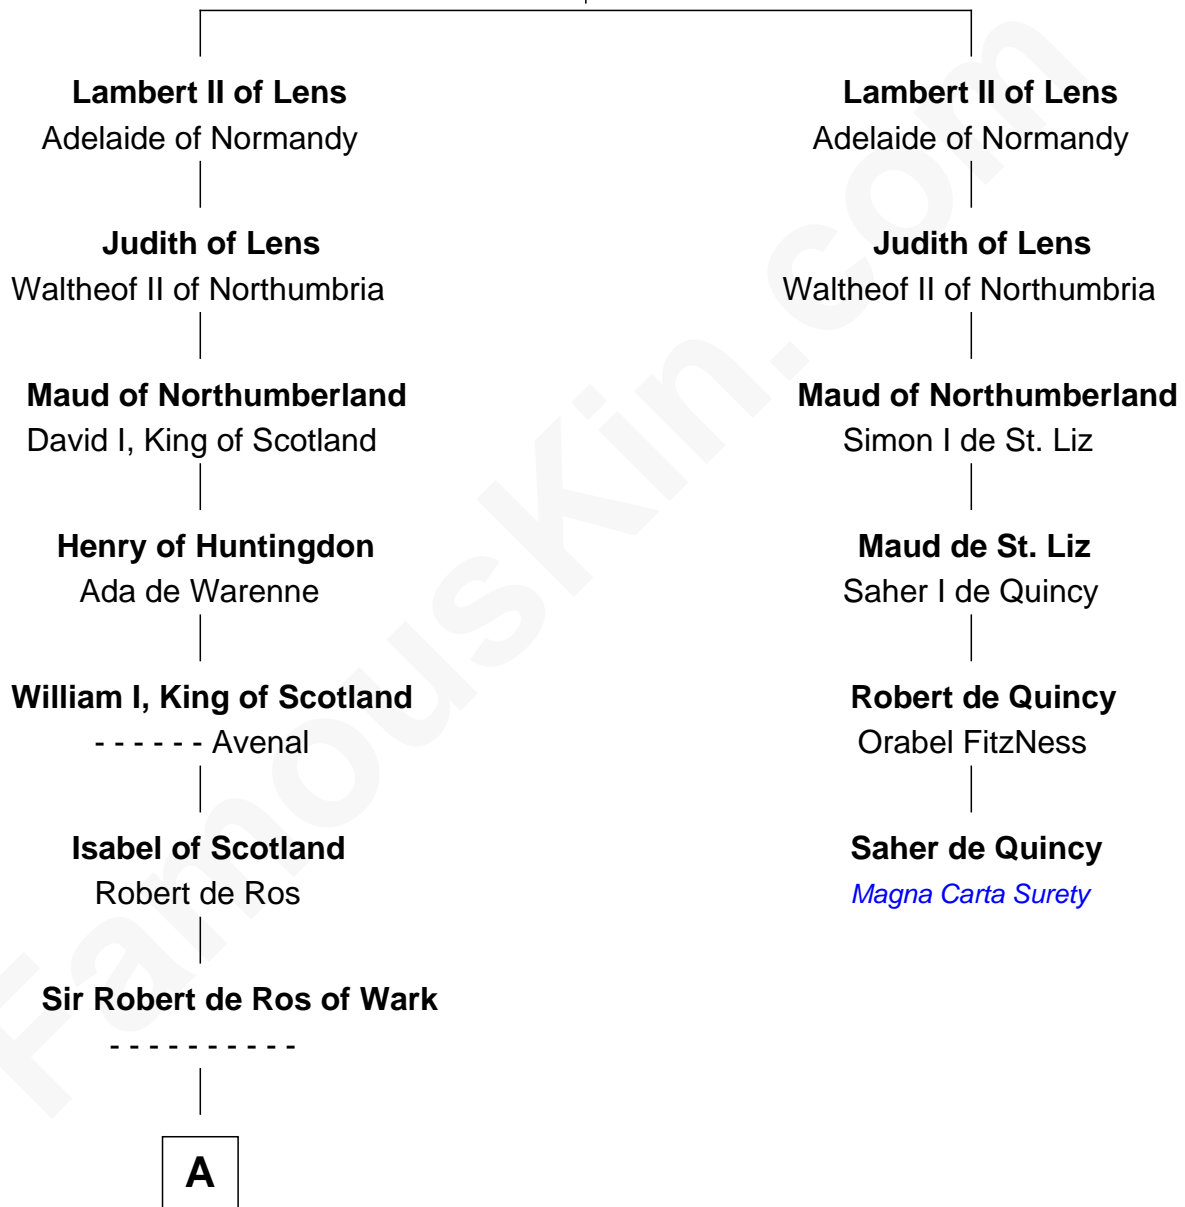 Lambert II of Lens
Adelaide of Normandy
Judith of Lens
Waltheof II of Northumbria
Maud of Northumberland
David I, King of Scotland
Henry of Huntingdon
Ada de Warenne
William I, King of Scotland
- - - - - - Avenal
Isabel of Scotland
Robert de Ros
Sir Robert de Ros of Wark
- - - - - - - - - -
A
Lambert II of Lens
Adelaide of Normandy
Judith of Lens
Waltheof II of Northumbria
Maud of Northumberland
Simon I de St. Liz
Maud de St. Liz
Saher I de Quincy
Robert de Quincy
Orabel FitzNess
Saher de Quincy
Magna Carta Surety
FamousKin.com